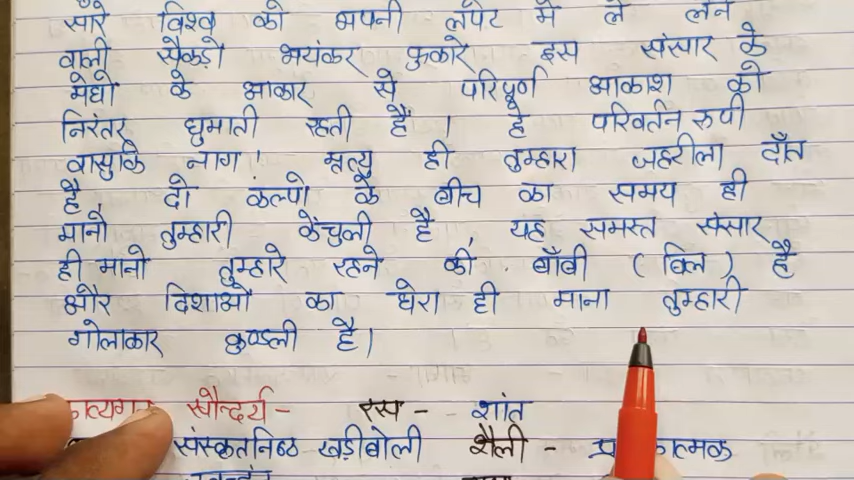 सारे विश्व को अपनी लपेट में ले लेने
वाली सैकड़ो भयंकर फुकारे इस संसार के
मेघो के आकार से परिपूर्ण आकाश को
निरंतर घुमाती रहती है । हे परिवर्तन रूपी
वासुकि नाग! मृत्यु ही तुम्हारा जहरीला दाँत
है, दो कल्पो के बीच का समय ही
मानो तुम्हारी केंचुली है, यह समस्त संसार
ही मानो तुम्हारे रहने की बाँबी (बिल) है
और दिशाओं का घेरा ही माना तुम्हारी
गोलाकार कुण्डली है।
काव्यगत सौन्दर्य - रस - शांत
संस्कृतनिष्ठ खड़ीबोली शैली -